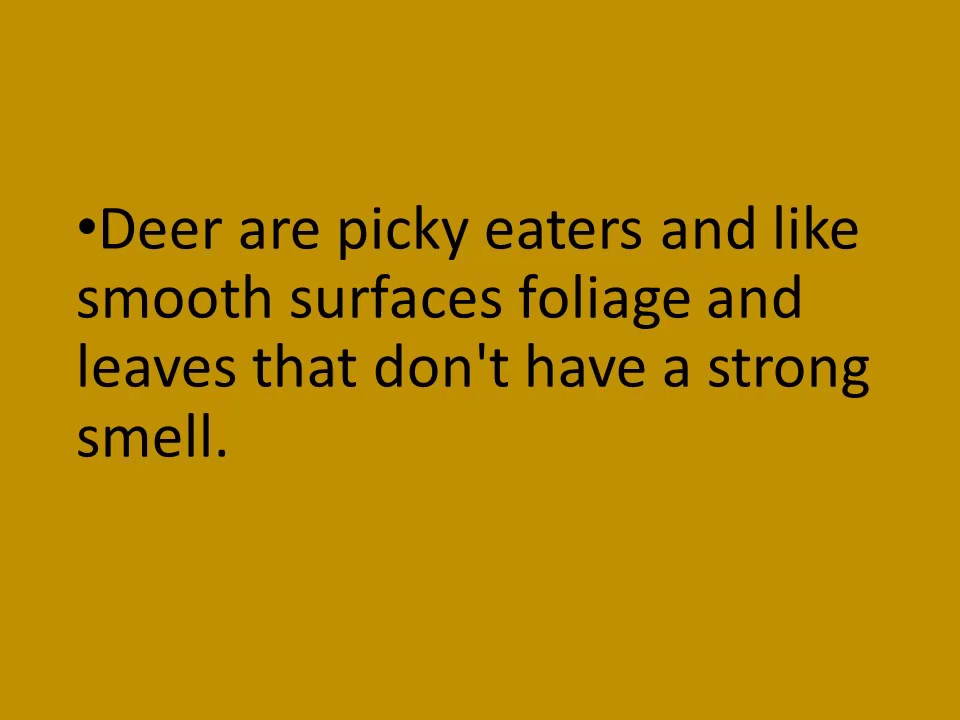 •Deer are picky eaters and like
smooth surfaces foliage and
leaves that don't have a strong
smell.